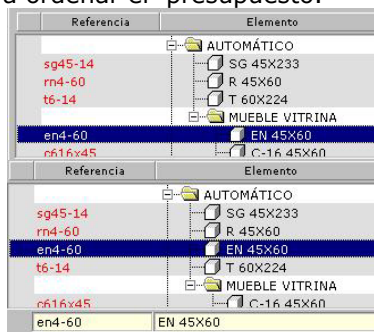 a ordenar el presupuesto.
Referencia Elemento
AUTOMÁTICO
sg45-14 SG 45X233
rn4-60 R 45X60
t6-14 T 60X224
MUEBLE VITRINA
en4-60 EN 45X60
c616x45 C-16 45X60
Referencia Elemento
AUTOMÁTICO
sg45-14 SG 45X233
rn4-60 R 45X60
en4-60 EN 45X60
t6-14 T 60X224
MUEBLE VITRINA
c616x45 C-16 45X60
en4-60 EN 45X60